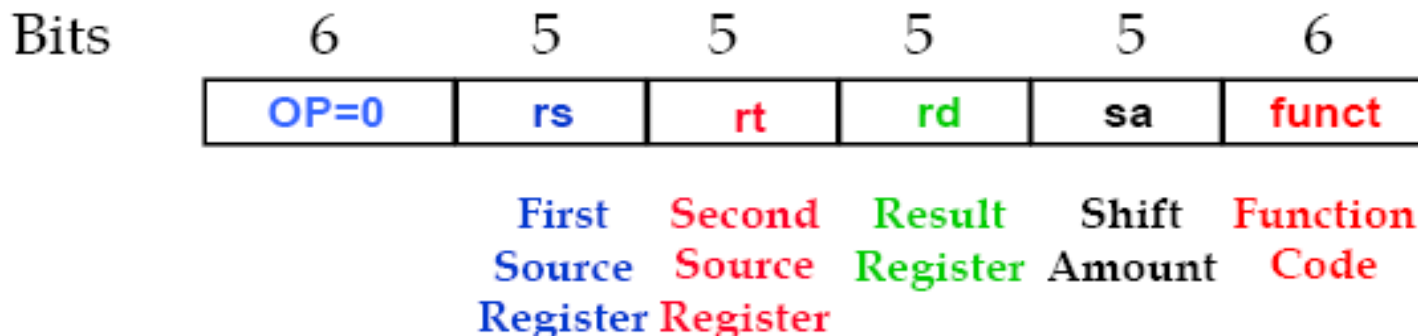 Bits 6 5 5 5 5 6
OP=0 rs rt rd sa funct
First Second Result Shift Function
Source Source Register Amount Code
Register Register